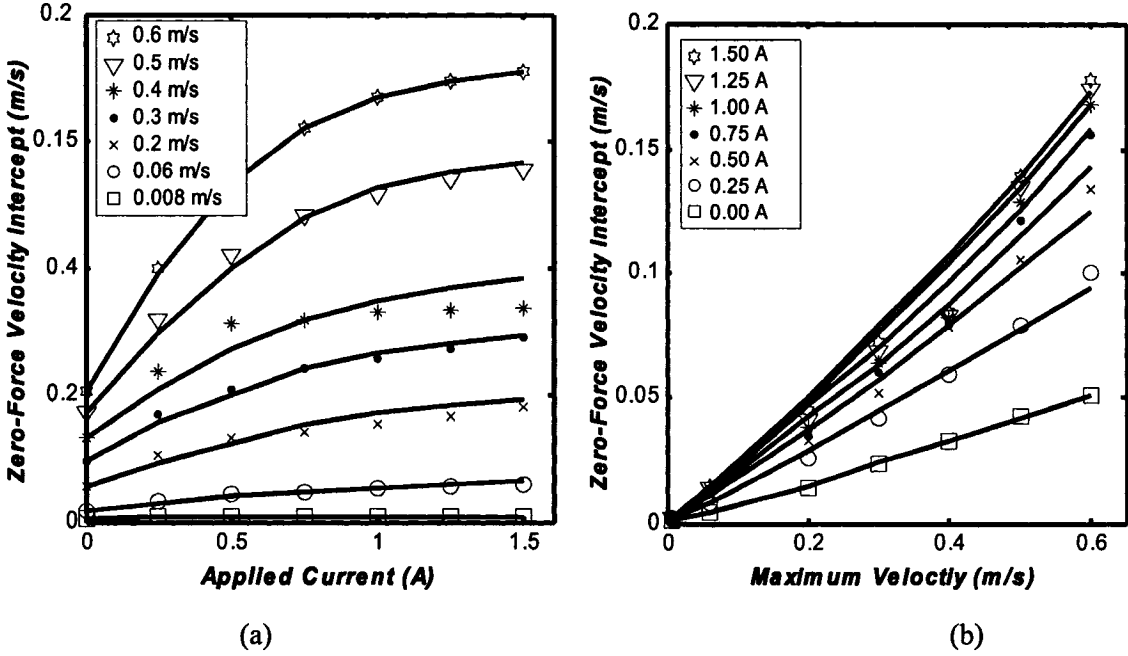 0.6 m/s
0.5 m/s
0.4 m/s
0.3 m/s
0.2 m/s
0.06 m/s
0.008 m/s
Zero-Force Velocity Intercept (m/s)
0.2
0.15
0.4
0.2
0
0
0.5
1
1.5
Applied Current (A)
(a)
1.50 A
1.25 A
1.00 A
0.75 A
0.50 A
0.25 A
0.00 A
Zero-Force Velocity Intercept (m/s)
0.2
0.15
0.1
0.05
0
0
0.2
0.4
0.6
Maximum Veloctiy (m/s)
(b)